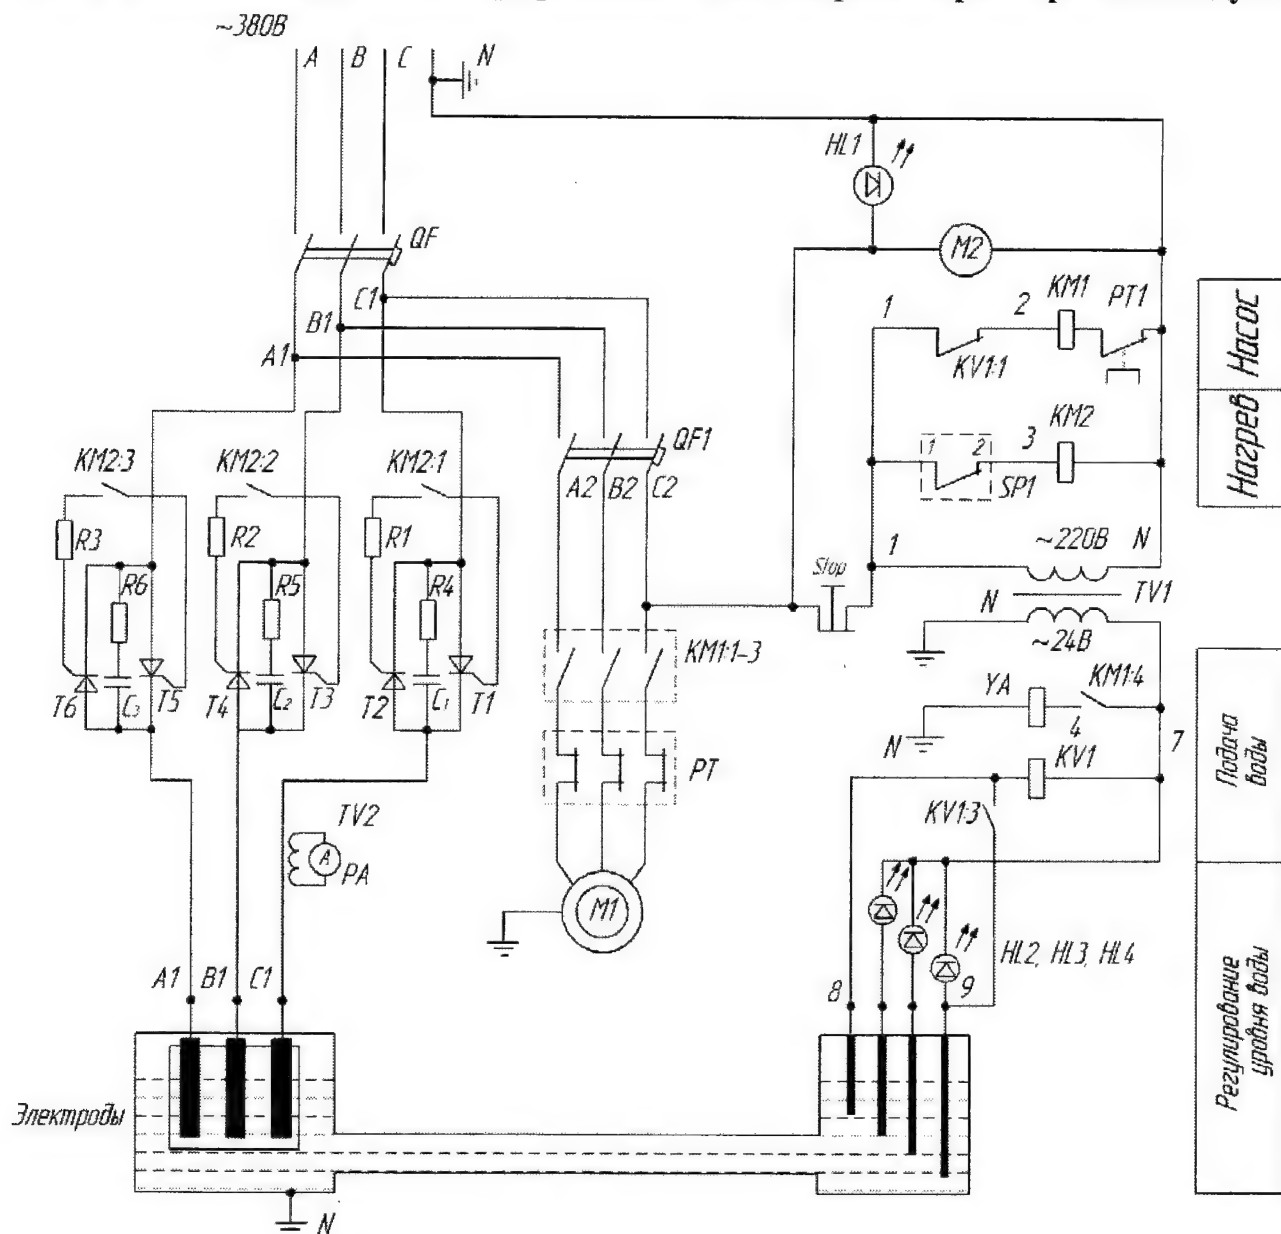 ~380В
A
B
C
N
HL1
QF
M2
C1
B1
A1
1
2
KM1
PT1
KV1:1
Насос
QF1
KM2:3
KM2:2
KM2:1
A2
B2
C2
1
2
3
KM2
SP1
Нагрев
R3
R2
R1
R6
R5
R4
Stop
1
~220В
N
N
TV1
~24В
KM1:1-3
T6
C3
T5
T4
C2
T3
T2
C1
T1
YA
KM1:4
4
N
7
KV1
PT
Подача
воды
TV2
A
PA
KV1:3
M1
HL2, HL3, HL4
A1
B1
C1
8
9
Регулирование
уровня воды
Электроды
N